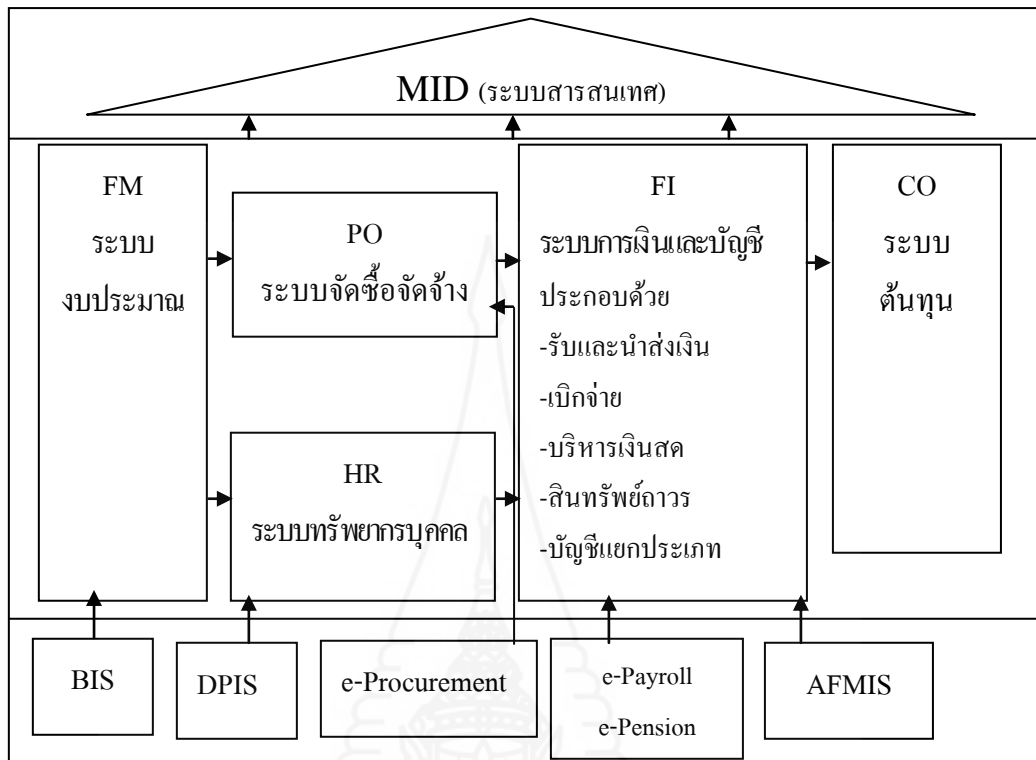 MID (ระบบสารสนเทศ)
FM
ระบบ
งบประมาณ
PO
ระบบจัดซื้อจัดจ้าง
HR
ระบบทรัพยากรบุคคล
FI
ระบบการเงินและบัญชี
ประกอบด้วย
-รับและนำส่งเงิน
-เบิกจ่าย
-บริหารเงินสด
-สินทรัพย์ถาวร
-บัญชีแยกประเภท
CO
ระบบ
ต้นทุน
BIS
DPIS
e-Procurement
e-Payroll
e-Pension
AFMIS